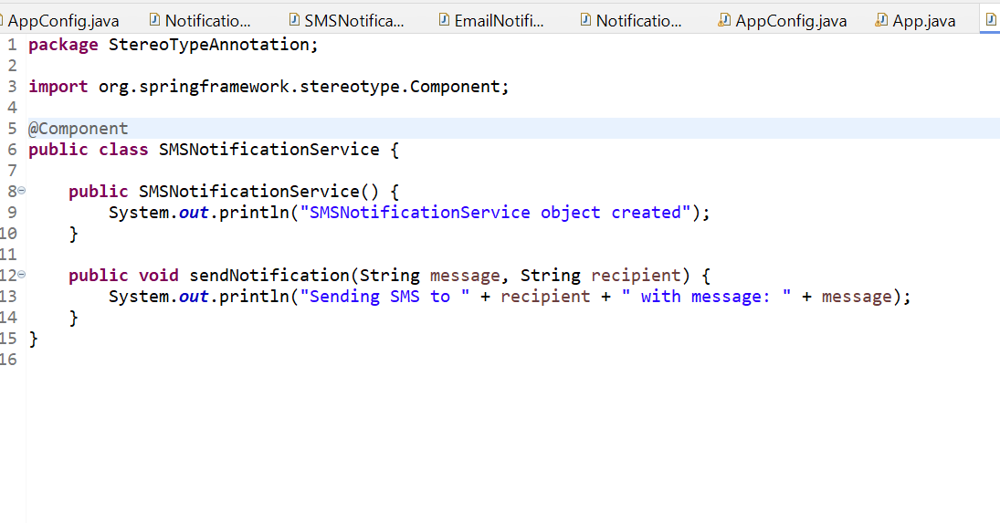 AppConfig.java Notificatio... SMSNotifica... EmailNotifi... Notificatio... AppConfig.java App.java
1 package StereoTypeAnnotation;
2
3 import org.springframework.stereotype.Component;
4
5 @Component
6 public class SMSNotificationService {
7
8 public SMSNotificationService() {
9 System.out.println("SMSNotificationService object created");
10 }
11
12 public void sendNotification(String message, String recipient) {
13 System.out.println("Sending SMS to " + recipient + " with message: " + message);
14 }
15 }
16